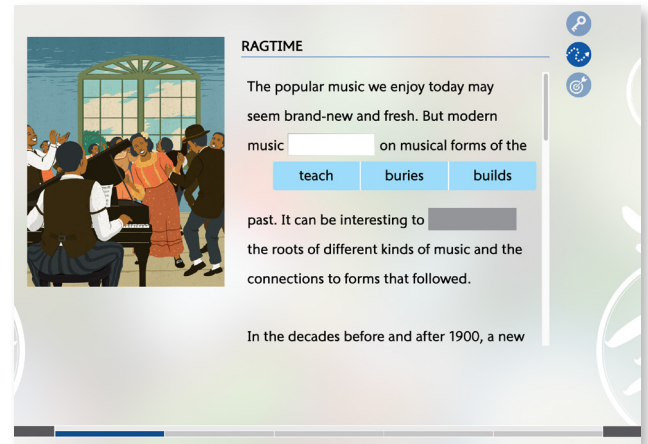 RAGTIME
The popular music we enjoy today may
seem brand-new and fresh. But modern
music on musical forms of the
teach buries builds
past. It can be interesting to
the roots of different kinds of music and the
connections to forms that followed.
In the decades before and after 1900, a new